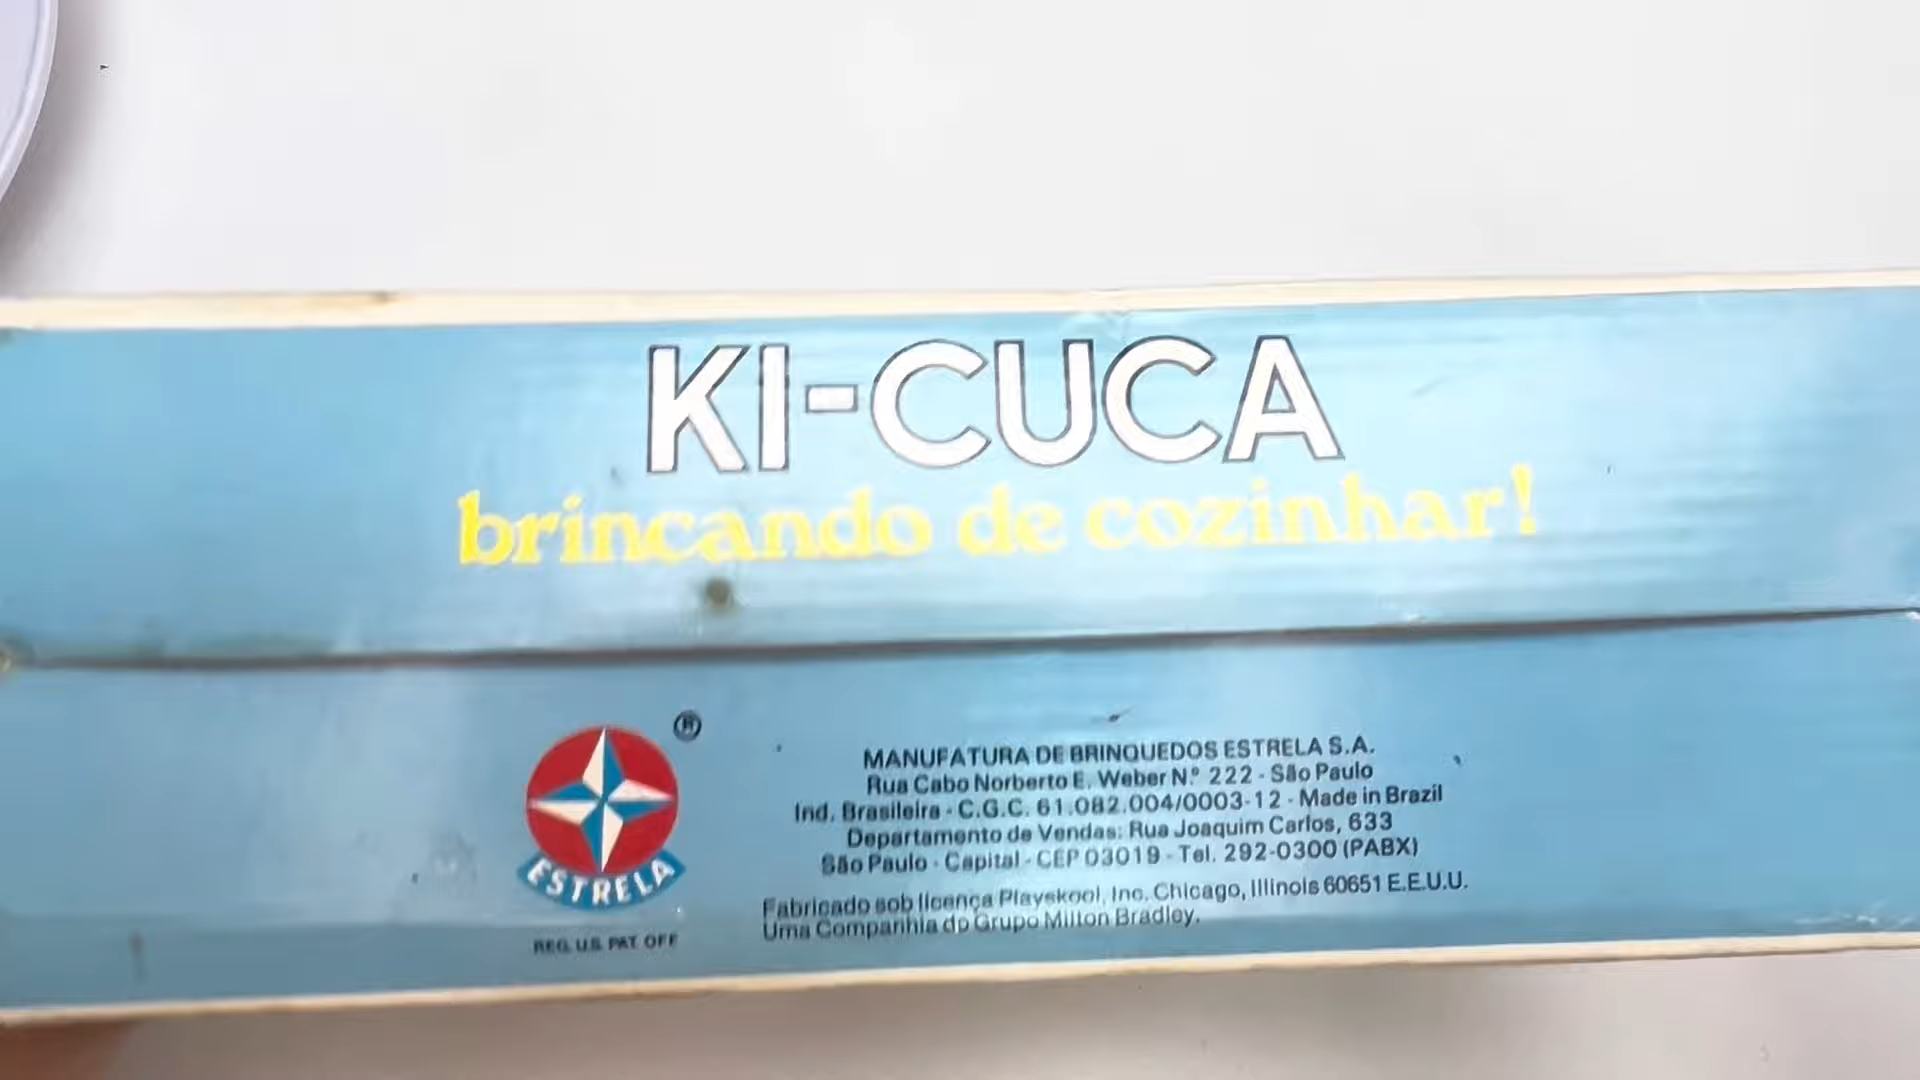 KI-CUCA
brincando de cozinhar!
®
ESTRELA
REG. U.S. PAT. OFF
MANUFATURA DE BRINQUEDOS ESTRELA S.A.
Rua Cabo Norberto E. Weber N.º 222 - São Paulo
Ind. Brasileira - C.G.C. 61.082.004/0003-12 - Made in Brazil
Departamento de Vendas: Rua Joaquim Carlos, 633
São Paulo - Capital - CEP 03019 - Tel. 292-0300 (PABX)
Fabricado sob licença Playskool, Inc. Chicago, Illinois 60651 E.E.U.U.
Uma Companhia do Grupo Milton Bradley.